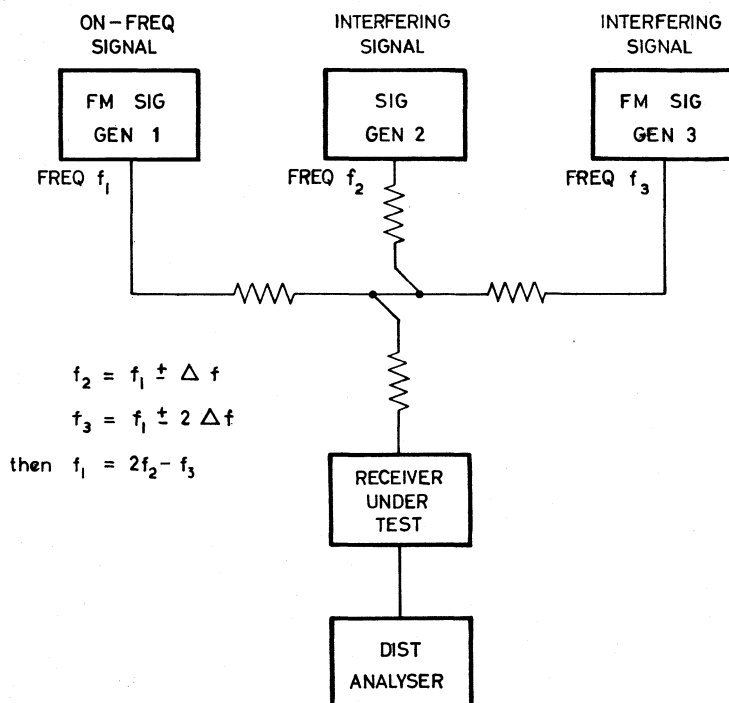 ON-FREQ
SIGNAL
INTERFERING
SIGNAL
INTERFERING
SIGNAL
FM SIG
GEN 1
SIG
GEN 2
FM SIG
GEN 3
FREQ f₁
FREQ f₂
FREQ f₃
f₂ = f₁ ± △ f
f₃ = f₁ ± 2 △ f
then f₁ = 2f₂ - f₃
RECEIVER
UNDER
TEST
DIST
ANALYSER